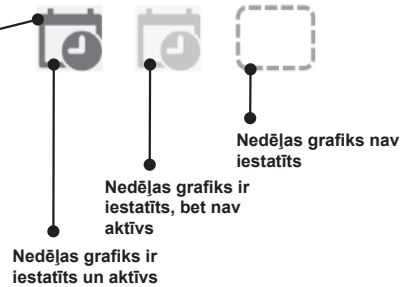 Nedēļas grafiks nav
iestatīts
Nedēļas grafiks ir
iestatīts, bet nav
aktīvs
Nedēļas grafiks ir
iestatīts un aktīvs